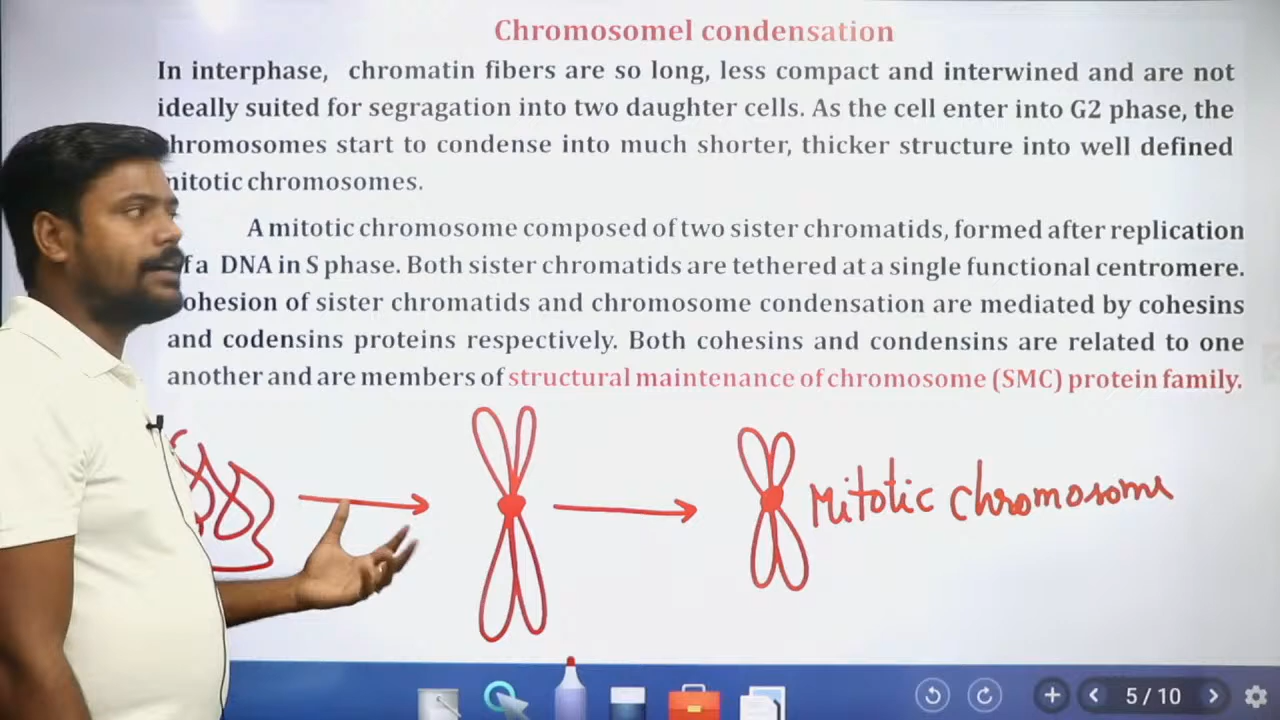 Chromosomel condensation
In interphase, chromatin fibers are so long, less compact and interwined and are not
ideally suited for segragation into two daughter cells. As the cell enter into G2 phase, the
hromosomes start to condense into much shorter, thicker structure into well defined
mitotic chromosomes.
A mitotic chromosome composed of two sister chromatids, formed after replication
f a DNA in S phase. Both sister chromatids are tethered at a single functional centromere.
ohesion of sister chromatids and chromosome condensation are mediated by cohesins
and codensins proteins respectively. Both cohesins and condensins are related to one
another and are members of structural maintenance of chromosome (SMC) protein family.
Mitotic chromosome
5 / 10